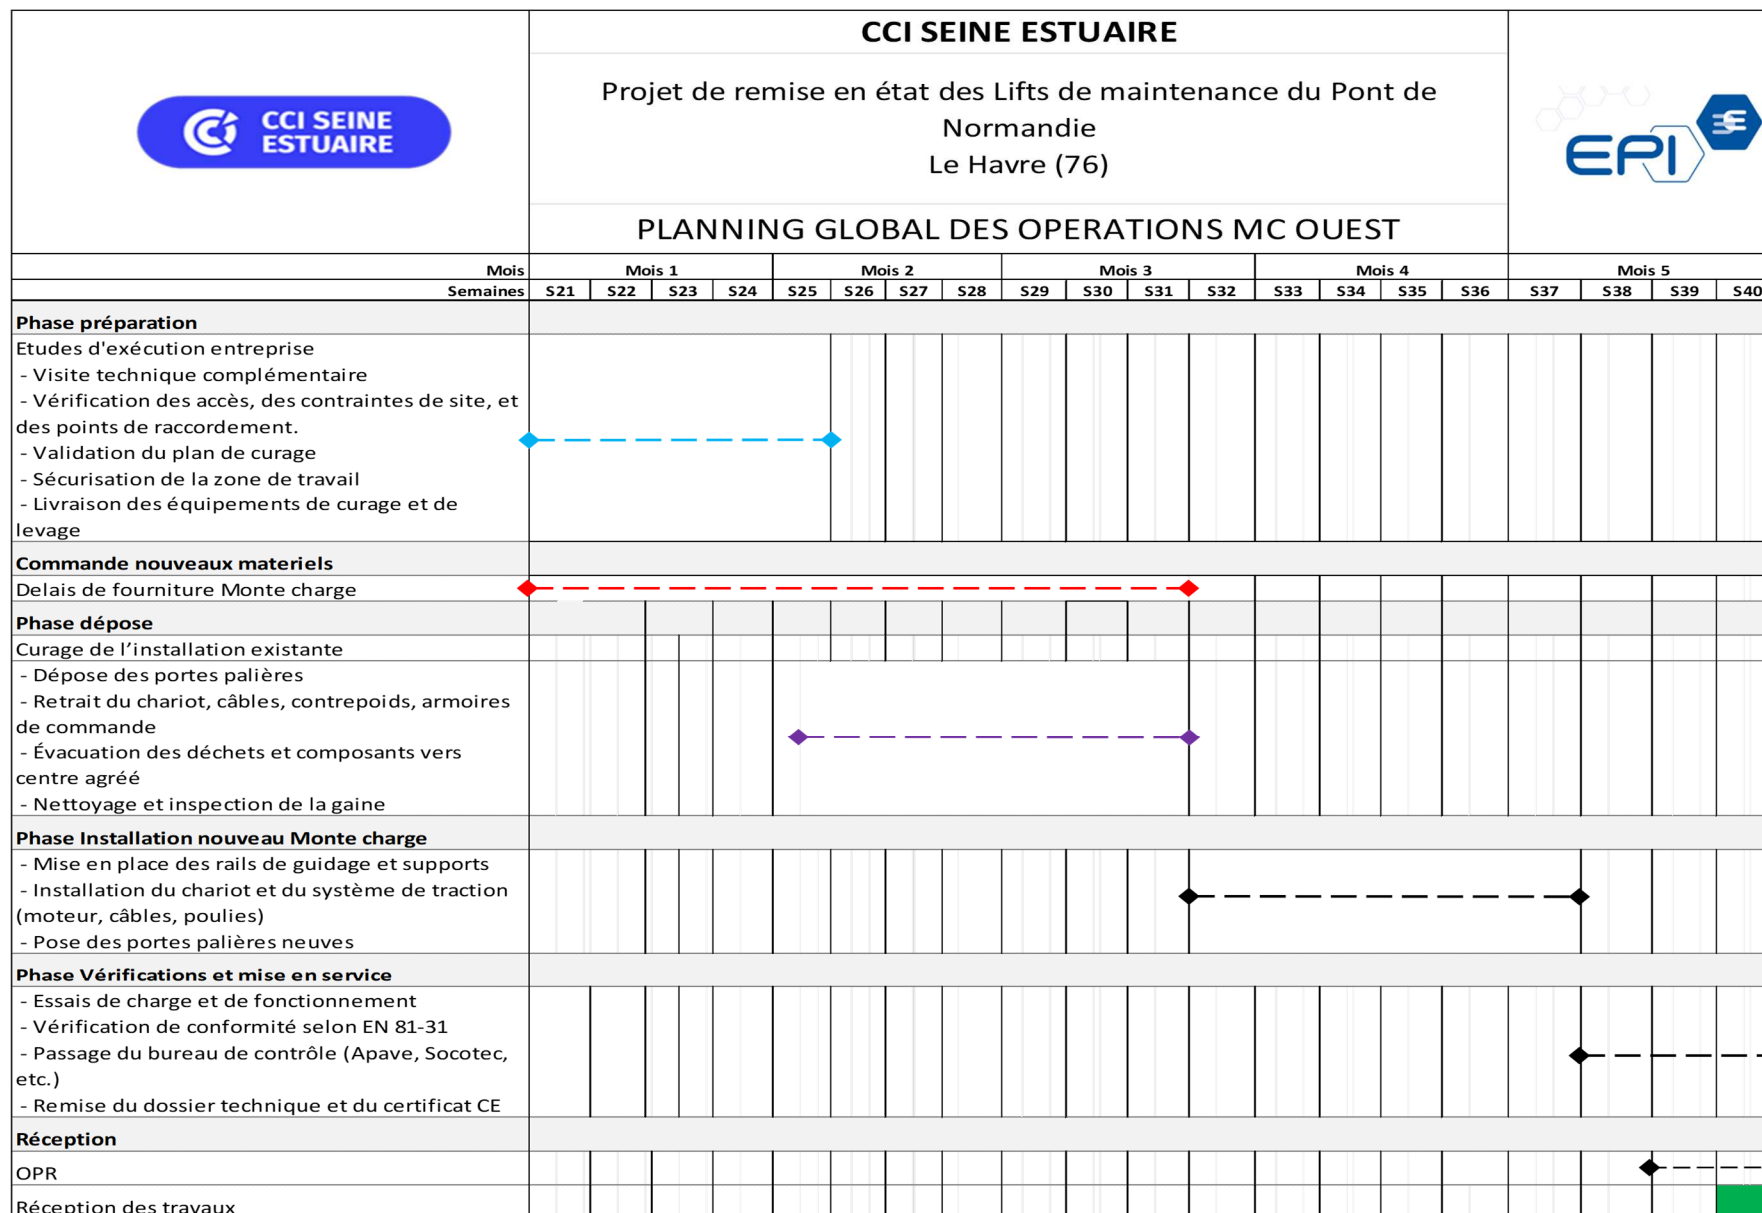 CCI SEINE ESTUAIRE
CCI SEINE
ESTUAIRE
Projet de remise en état des Lifts de maintenance du Pont de
Normandie
Le Havre (76)
EPI
PLANNING GLOBAL DES OPERATIONS MC OUEST
Mois Mois 1 Mois 2 Mois 3 Mois 4 Mois 5
Semaines S21 S22 S23 S24 S25 S26 S27 S28 S29 S30 S31 S32 S33 S34 S35 S36 S37 S38 S39 S40
Phase préparation
Etudes d'exécution entreprise
- Visite technique complémentaire
- Vérification des accès, des contraintes de site, et
des points de raccordement.
- Validation du plan de curage
- Sécurisation de la zone de travail
- Livraison des équipements de curage et de
levage
Commande nouveaux materiels
Delais de fourniture Monte charge
Phase dépose
Curage de l’installation existante
- Dépose des portes palières
- Retrait du chariot, câbles, contrepoids, armoires
de commande
- Évacuation des déchets et composants vers
centre agréé
- Nettoyage et inspection de la gaine
Phase Installation nouveau Monte charge
- Mise en place des rails de guidage et supports
- Installation du chariot et du système de traction
(moteur, câbles, poulies)
- Pose des portes palières neuves
Phase Vérifications et mise en service
- Essais de charge et de fonctionnement
- Vérification de conformité selon EN 81-31
- Passage du bureau de contrôle (Apave, Socotec,
etc.)
- Remise du dossier technique et du certificat CE
Réception
OPR
Réception des travaux